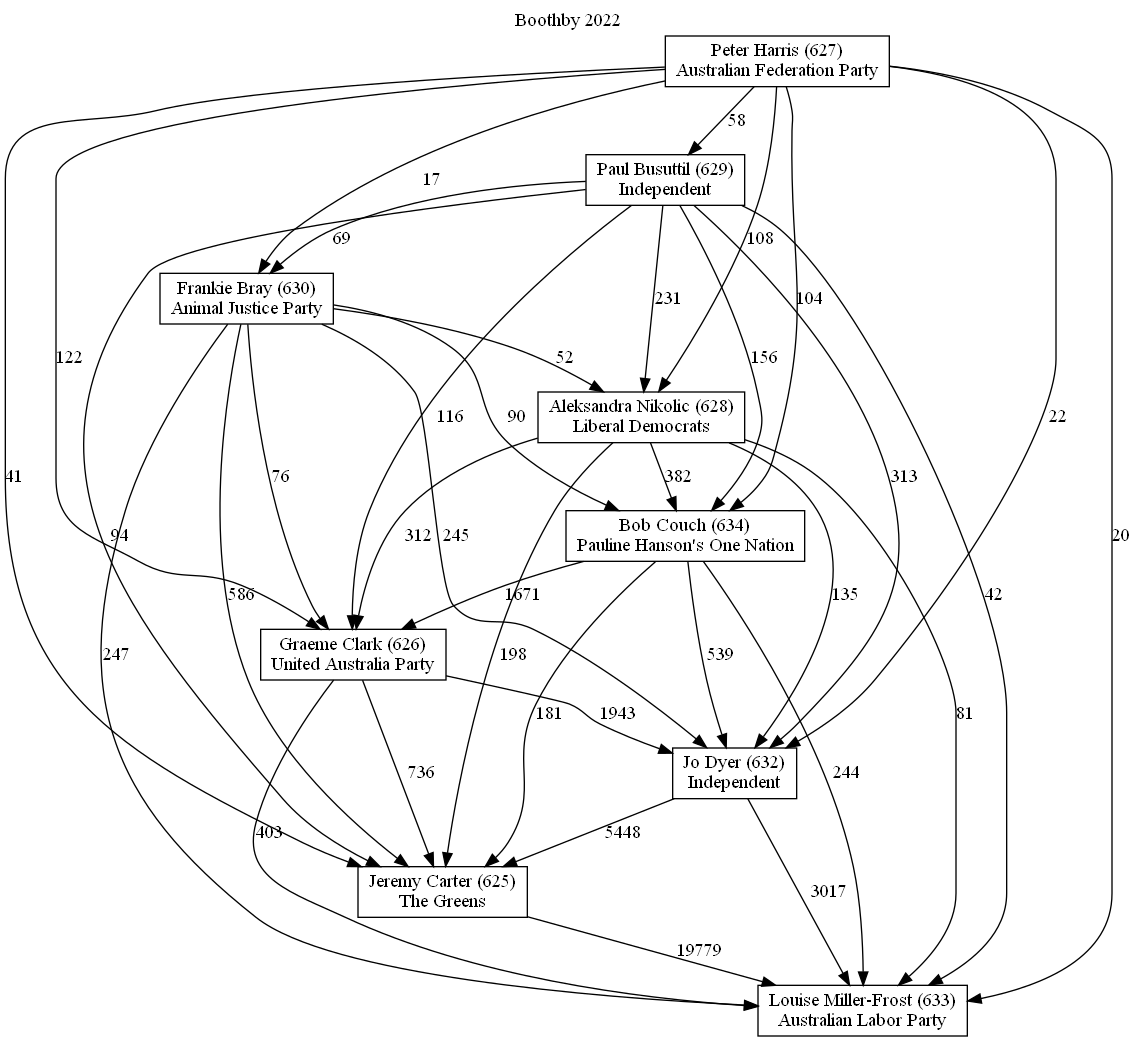 Boothby 2022
Peter Harris (627)
Australian Federation Party
58
Paul Busuttil (629)
Independent
17
69
108
Frankie Bray (630)
Animal Justice Party
231
104
122
52
156
Aleksandra Nikolic (628)
Liberal Democrats
116
90
22
41
76
382
313
94
312
245
Bob Couch (634)
Pauline Hanson's One Nation
20
586
1671
135
42
Graeme Clark (626)
United Australia Party
247
198
539
181
1943
81
Jo Dyer (632)
Independent
736
244
403
5448
Jeremy Carter (625)
The Greens
3017
19779
Louise Miller-Frost (633)
Australian Labor Party